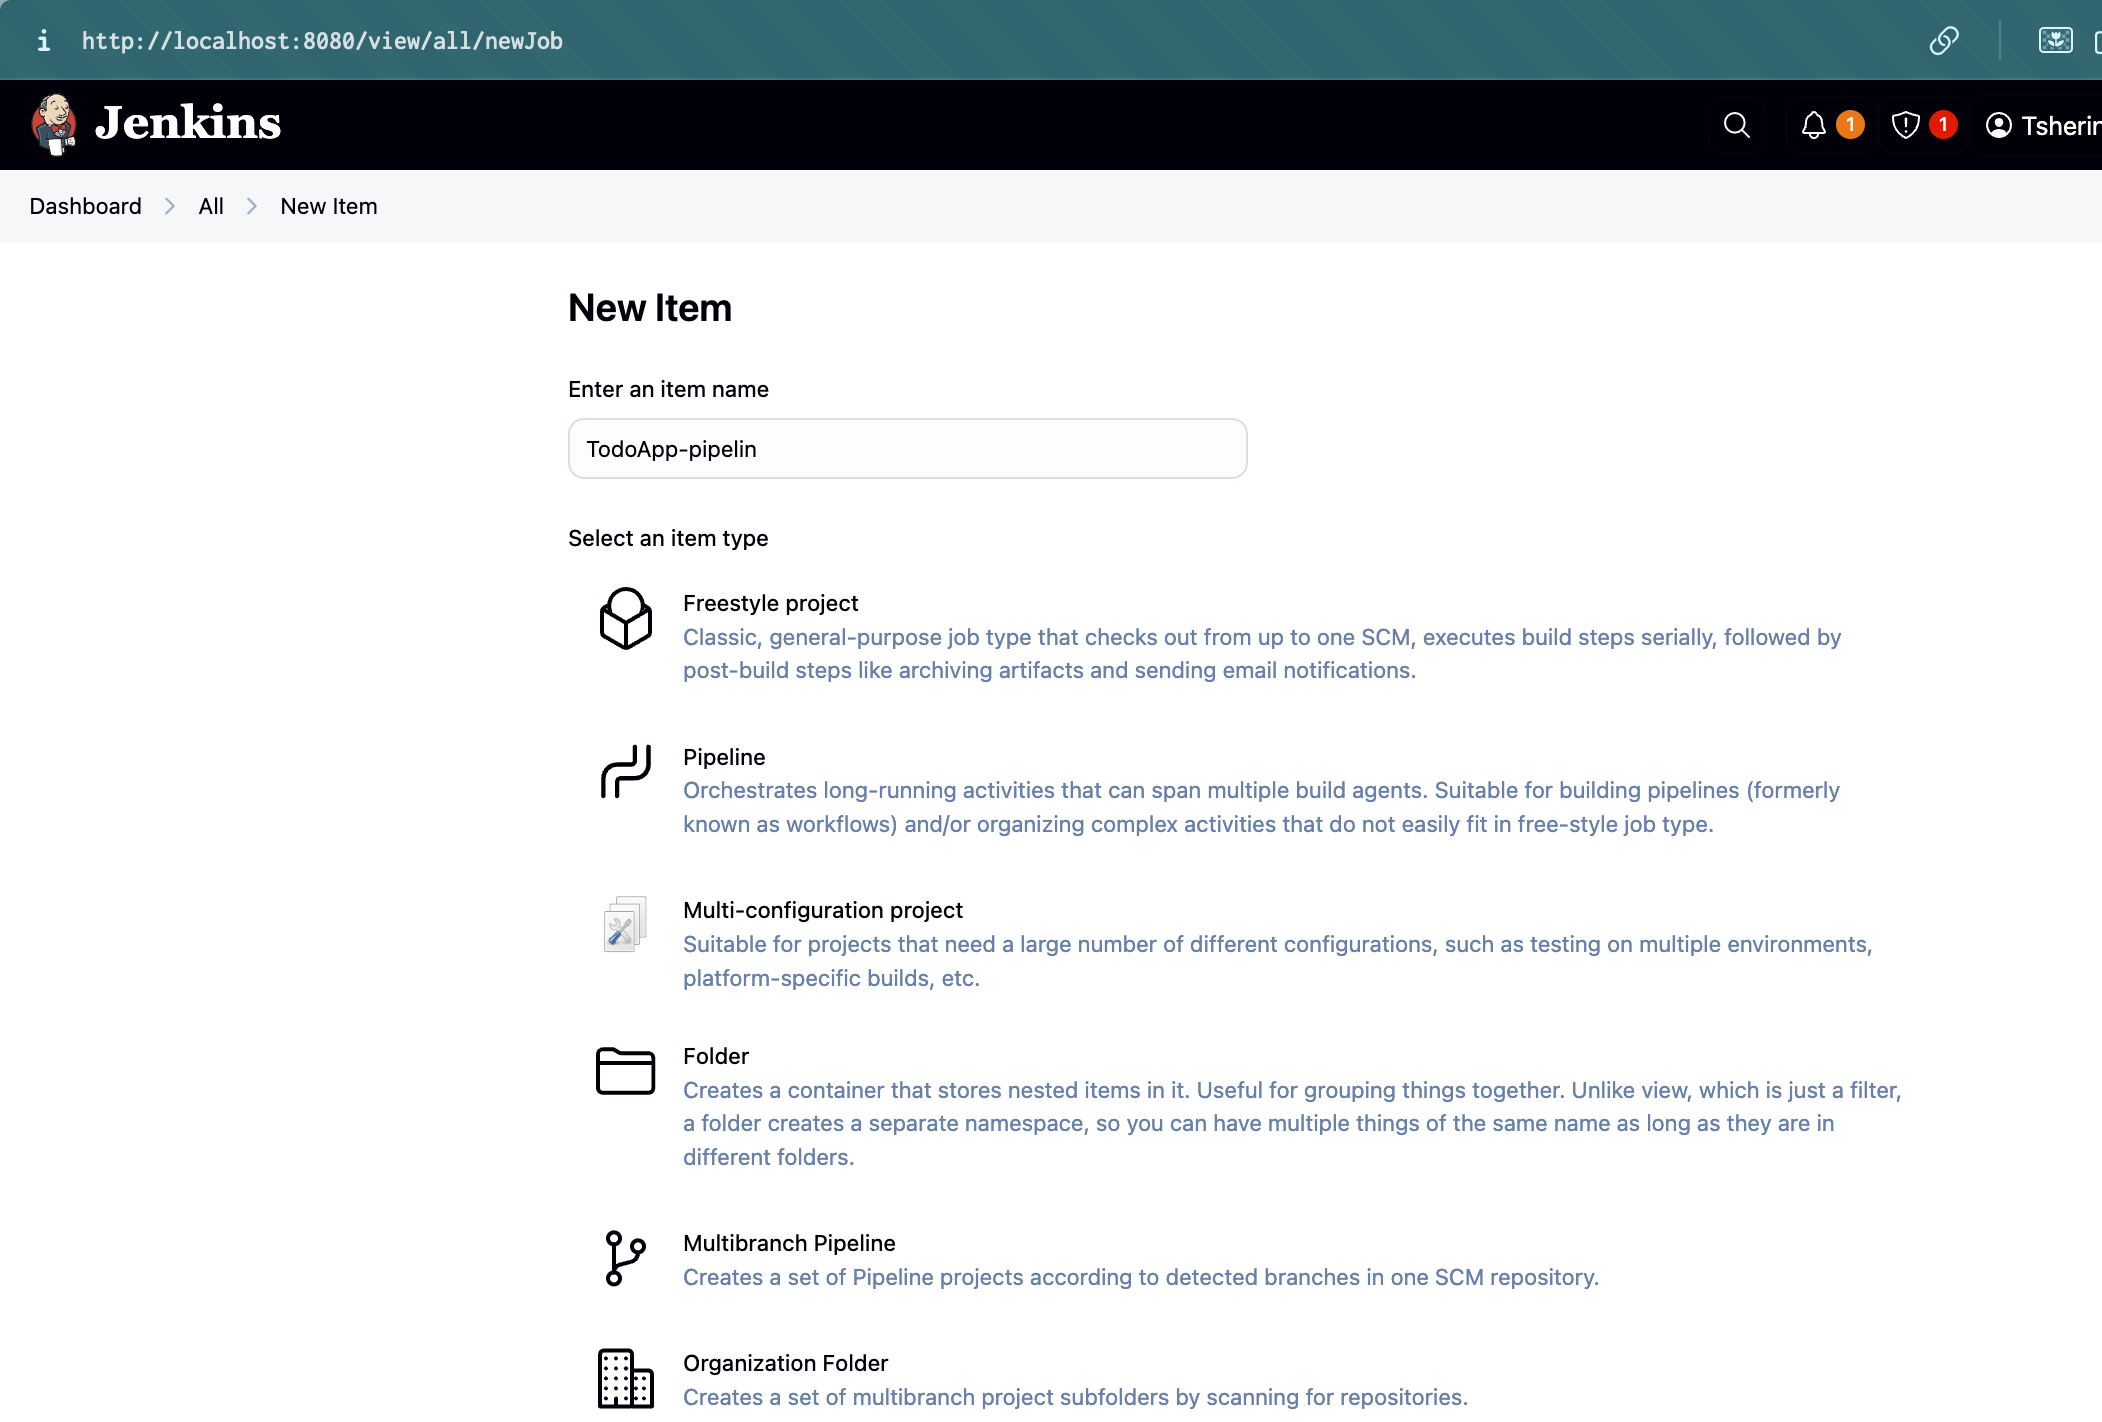 http://localhost:8080/view/all/newJob
Jenkins
1
1
Tsherin
Dashboard
All
New Item
New Item
Enter an item name
TodoApp-pipelin
Select an item type
Freestyle project
Classic, general-purpose job type that checks out from up to one SCM, executes build steps serially, followed by
post-build steps like archiving artifacts and sending email notifications.
Pipeline
Orchestrates long-running activities that can span multiple build agents. Suitable for building pipelines (formerly
known as workflows) and/or organizing complex activities that do not easily fit in free-style job type.
Multi-configuration project
Suitable for projects that need a large number of different configurations, such as testing on multiple environments,
platform-specific builds, etc.
Folder
Creates a container that stores nested items in it. Useful for grouping things together. Unlike view, which is just a filter,
a folder creates a separate namespace, so you can have multiple things of the same name as long as they are in
different folders.
Multibranch Pipeline
Creates a set of Pipeline projects according to detected branches in one SCM repository.
Organization Folder
Creates a set of multibranch project subfolders by scanning for repositories.